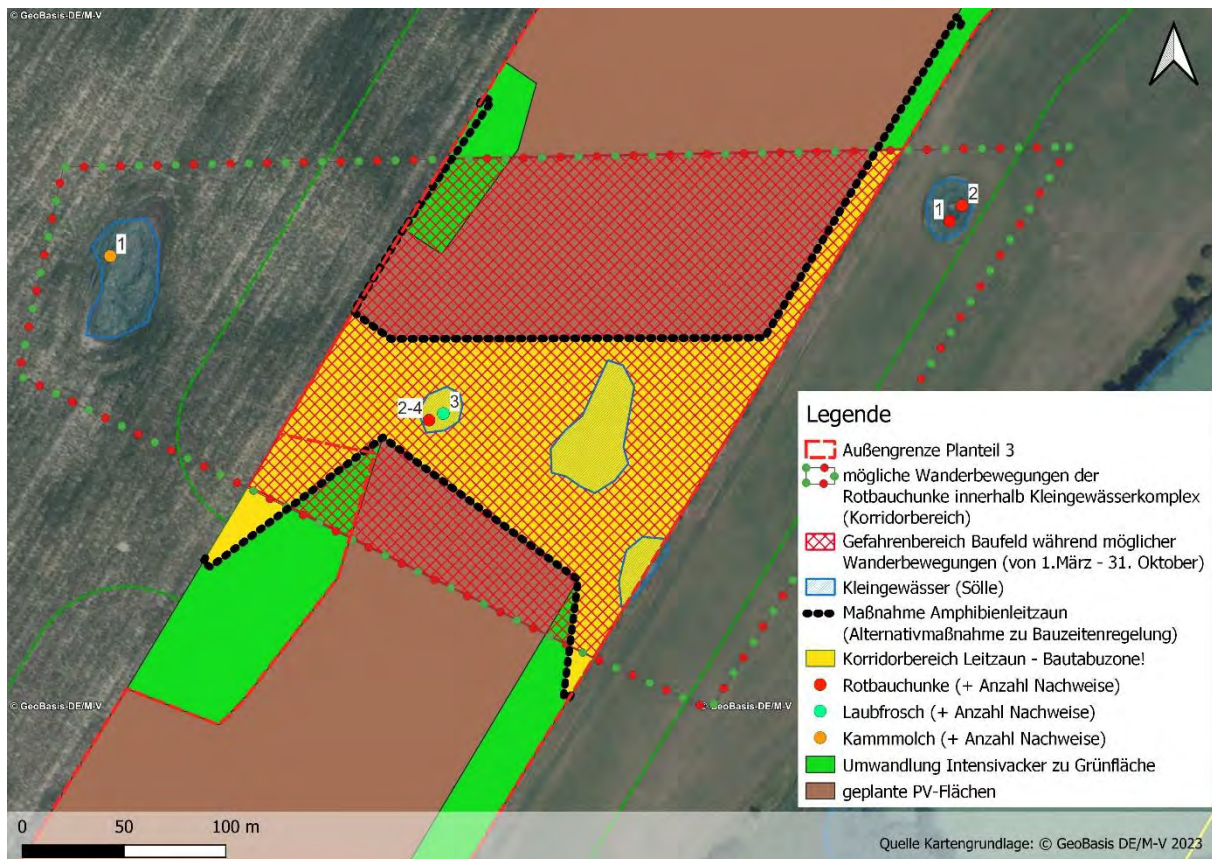 © GeoBasis-DE/M-V
1
1
2
2-4
3
Legende
Außengrenze Planteil 3
mögliche Wanderbewegungen der
Rotbauchunke innerhalb Kleingewässerkomplex
(Korridorbereich)
Gefahrenbereich Baufeld während möglicher
Wanderbewegungen (von 1.März - 31. Oktober)
Kleingewässer (Sölle)
Maßnahme Amphibienleitzaun
(Alternativmaßnahme zu Bauzeitenregelung)
Korridorbereich Leitzaun - Bautabuzone!
Rotbauchunke (+ Anzahl Nachweise)
Laubfrosch (+ Anzahl Nachweise)
Kammmolch (+ Anzahl Nachweise)
Umwandlung Intensivacker zu Grünfläche
geplante PV-Flächen
© GeoBasis-DE/M-V
© GeoBasis-DE/M-V
0 50 100 m
Quelle Kartengrundlage: © GeoBasis DE/M-V 2023